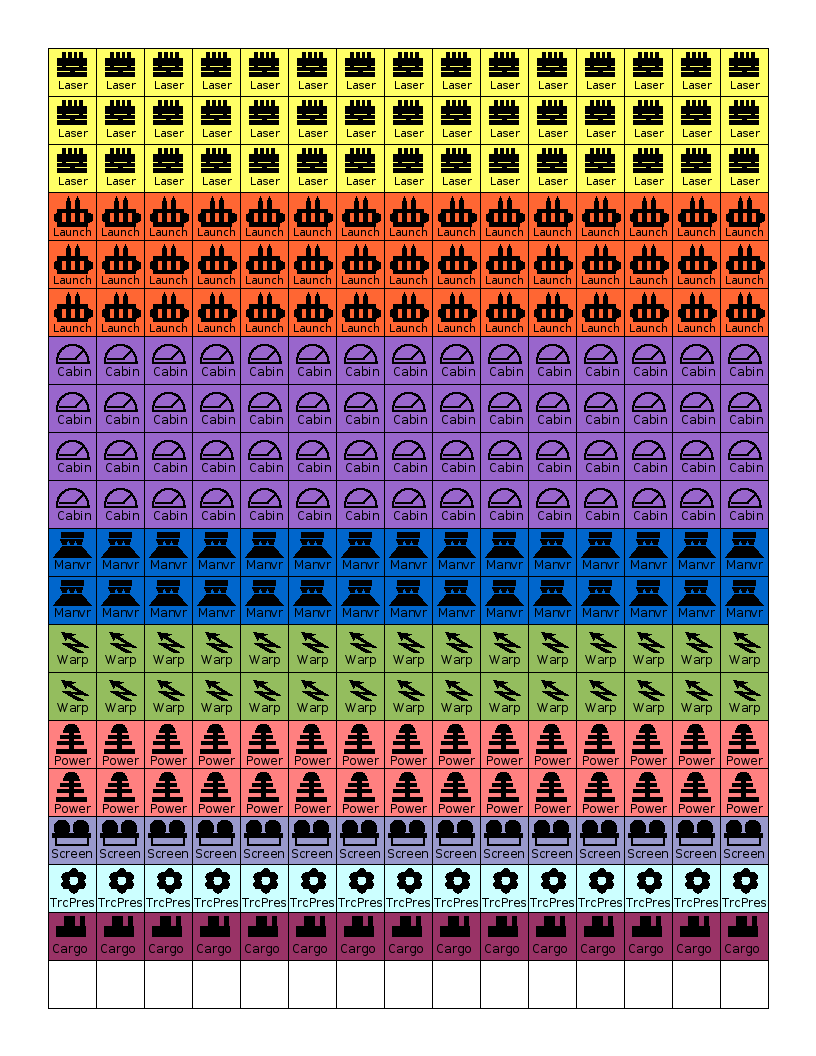 Laser Laser Laser Laser Laser Laser Laser Laser Laser Laser Laser Laser Laser Laser Laser
Laser Laser Laser Laser Laser Laser Laser Laser Laser Laser Laser Laser Laser Laser Laser
Laser Laser Laser Laser Laser Laser Laser Laser Laser Laser Laser Laser Laser Laser Laser
Launch Launch Launch Launch Launch Launch Launch Launch Launch Launch Launch Launch Launch Launch Launch
Launch Launch Launch Launch Launch Launch Launch Launch Launch Launch Launch Launch Launch Launch Launch
Launch Launch Launch Launch Launch Launch Launch Launch Launch Launch Launch Launch Launch Launch Launch
Cabin Cabin Cabin Cabin Cabin Cabin Cabin Cabin Cabin Cabin Cabin Cabin Cabin Cabin Cabin
Cabin Cabin Cabin Cabin Cabin Cabin Cabin Cabin Cabin Cabin Cabin Cabin Cabin Cabin Cabin
Cabin Cabin Cabin Cabin Cabin Cabin Cabin Cabin Cabin Cabin Cabin Cabin Cabin Cabin Cabin
Cabin Cabin Cabin Cabin Cabin Cabin Cabin Cabin Cabin Cabin Cabin Cabin Cabin Cabin Cabin
Manvr Manvr Manvr Manvr Manvr Manvr Manvr Manvr Manvr Manvr Manvr Manvr Manvr Manvr Manvr
Manvr Manvr Manvr Manvr Manvr Manvr Manvr Manvr Manvr Manvr Manvr Manvr Manvr Manvr Manvr
Warp Warp Warp Warp Warp Warp Warp Warp Warp Warp Warp Warp Warp Warp Warp
Warp Warp Warp Warp Warp Warp Warp Warp Warp Warp Warp Warp Warp Warp Warp
Power Power Power Power Power Power Power Power Power Power Power Power Power Power Power
Power Power Power Power Power Power Power Power Power Power Power Power Power Power Power
Screen Screen Screen Screen Screen Screen Screen Screen Screen Screen Screen Screen Screen Screen Screen
TrcPres TrcPres TrcPres TrcPres TrcPres TrcPres TrcPres TrcPres TrcPres TrcPres TrcPres TrcPres TrcPres TrcPres TrcPres
Cargo Cargo Cargo Cargo Cargo Cargo Cargo Cargo Cargo Cargo Cargo Cargo Cargo Cargo Cargo